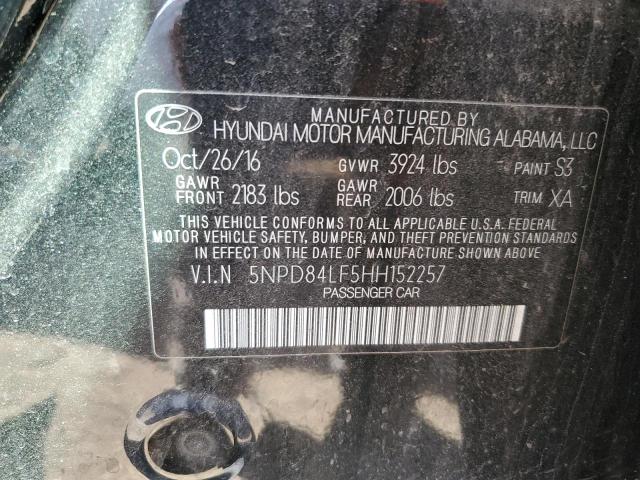 MANUFACTURED BY
HYUNDAI MOTOR MANUFACTURING ALABAMA, LLC
Oct/26/16 GVWR 3924 lbs PAINT S3
GAWR FRONT 2183 lbs GAWR REAR 2006 lbs TRIM XA
THIS VEHICLE CONFORMS TO ALL APPLICABLE U.S.A. FEDERAL
MOTOR VEHICLE SAFETY, BUMPER, AND THEFT PREVENTION STANDARDS
IN EFFECT ON THE DATE OF MANUFACTURE SHOWN ABOVE.
V.I.N 5NPD84LF5HH152257
PASSENGER CAR